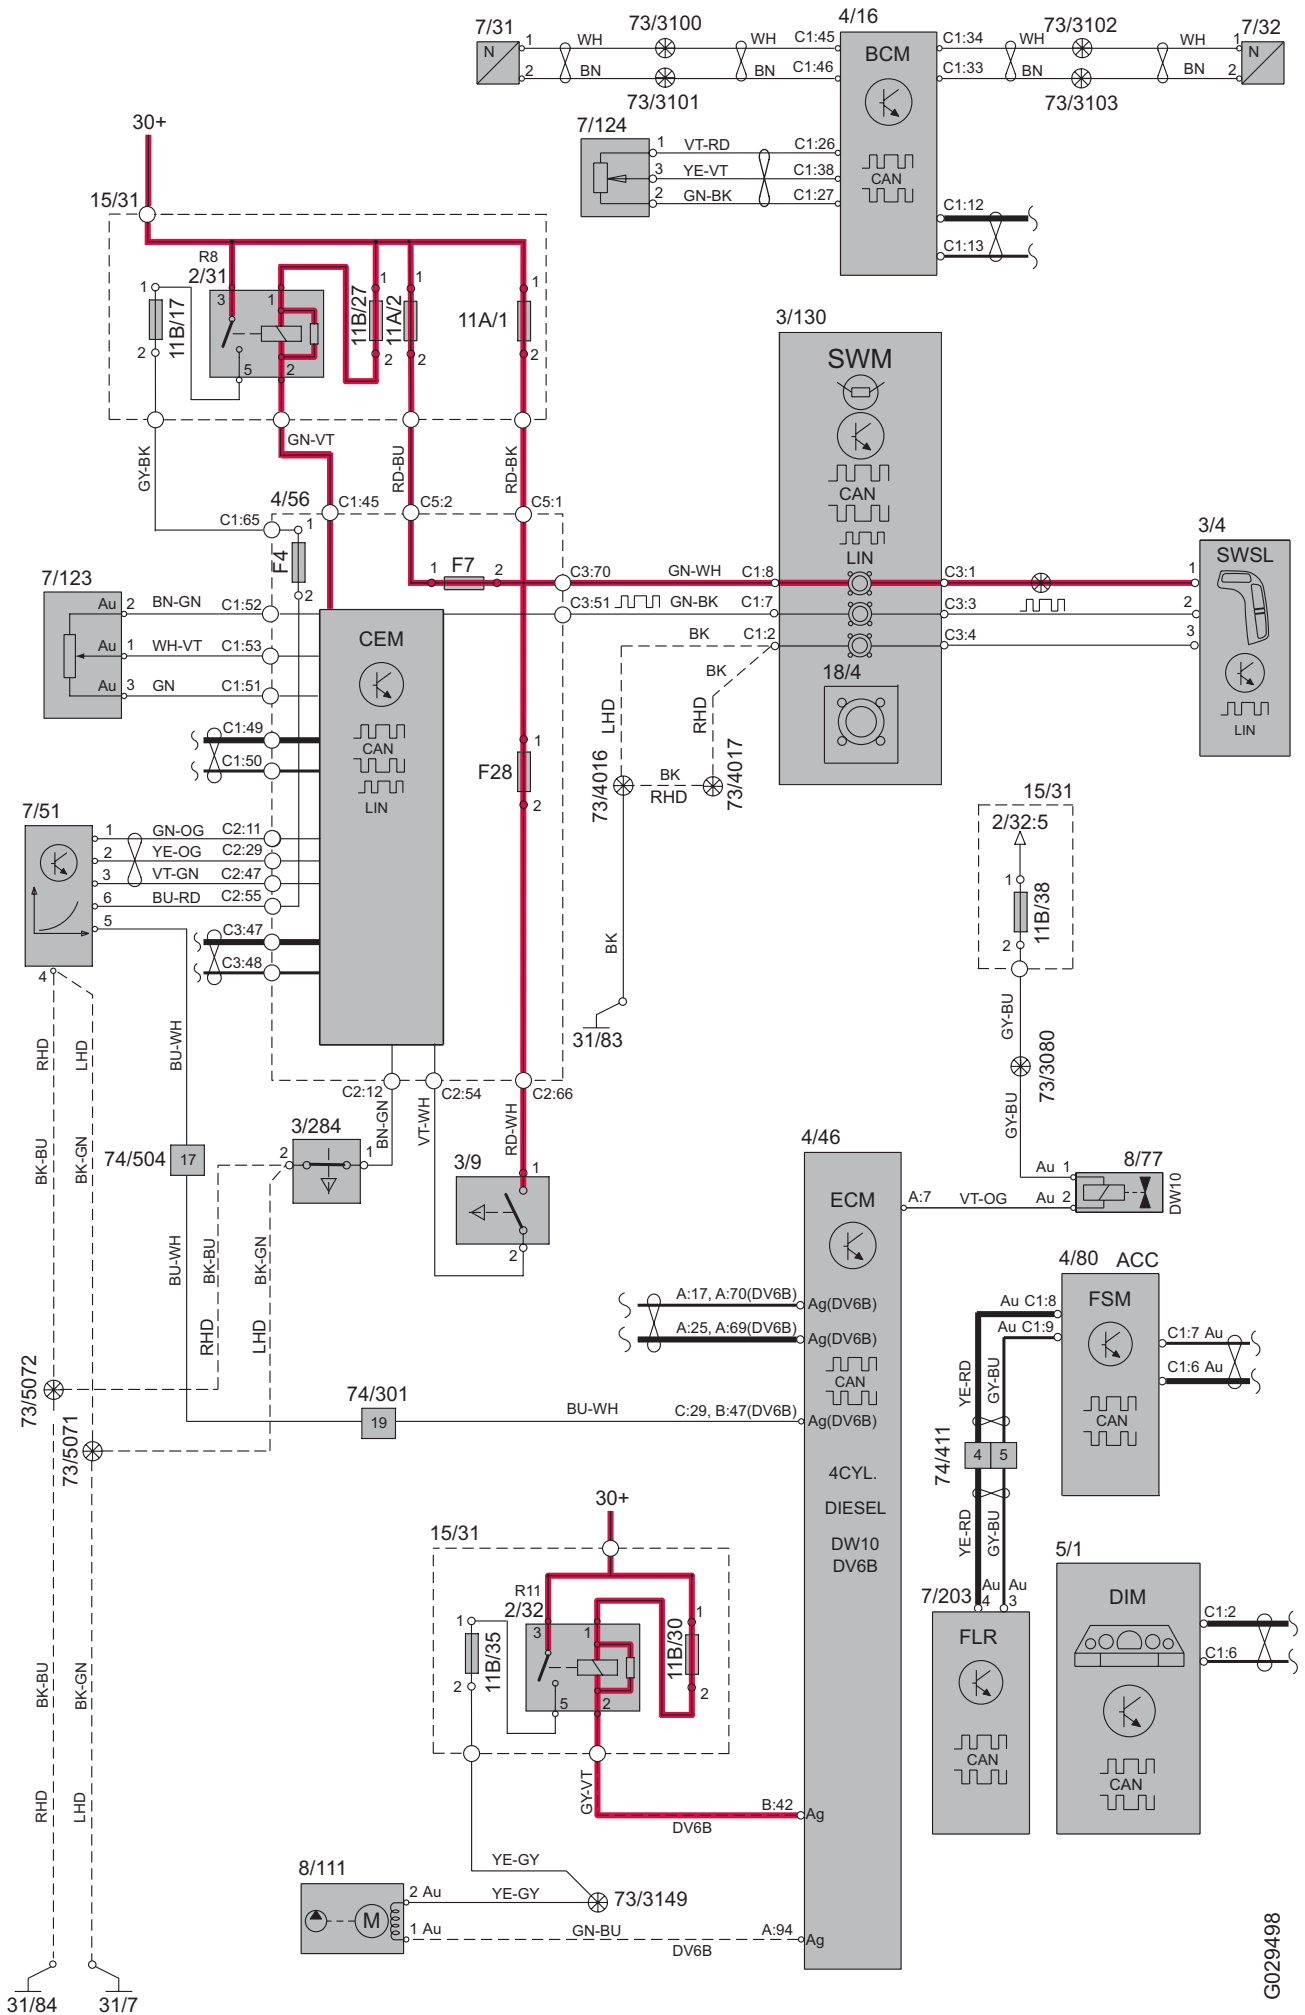 7/31
73/3100
4/16
73/3102
7/32
N
1
WH
WH
C1:45
BCM
C1:34
WH
WH
1
N
2
BN
BN
C1:46
C1:33
BN
BN
2
73/3101
73/3103
30+
7/124
1
VT-RD
C1:26
3
YE-VT
C1:38
CAN
2
GN-BK
C1:27
15/31
C1:12
C1:13
R8
2/31
1
11B/17
2
3
1
5
2
1
11B/27
2
1
11A/2
2
1
11A/1
2
3/130
SWM
CAN
LIN
GN-VT
GY-BK
RD-BU
RD-BK
4/56
C1:45
C5:2
C5:1
C1:65
1
F4
2
1
F7
2
3/4
SWSL
C3:70
GN-WH
C1:8
C3:1
1
C3:51
GN-BK
C1:7
C3:3
2
BK
C1:2
C3:4
3
BK
LIN
7/123
Au
2
BN-GN
C1:52
Au
1
WH-VT
C1:53
Au
3
GN
C1:51
CEM
CAN
LIN
18/4
LHD
RHD
C1:49
C1:50
1
F28
2
73/4016
BK
RHD
73/4017
15/31
2/32:5
1
11B/38
2
7/51
1
GN-OG
C2:11
2
YE-OG
C2:29
3
VT-GN
C2:47
6
BU-RD
C2:55
5
4
C3:47
C3:48
BK
31/83
GY-BU
73/3080
GY-BU
RHD
LHD
BU-WH
C2:12
C2:54
C2:66
BN-GN
VT-WH
RD-WH
3/284
2
1
3/9
1
2
74/504
17
BK-BU
BK-GN
4/46
ECM
A:7
VT-OG
8/77
Au
1
Au
2
DW10
BU-WH
BK-BU
BK-GN
RHD
LHD
4/80
ACC
FSM
Au
C1:8
Au
C1:9
C1:7
Au
C1:6
Au
CAN
A:17, A:70(DV6B)
Ag(DV6B)
A:25, A:69(DV6B)
Ag(DV6B)
CAN
YE-RD
GY-BU
73/5072
73/5071
74/301
19
BU-WH
C:29, B:47(DV6B)
Ag(DV6B)
74/411
4
5
4CYL.
DIESEL
DW10
DV6B
YE-RD
GY-BU
30+
15/31
R11
2/32
1
11B/35
2
3
1
5
2
1
11B/30
2
7/203
Au
4
Au
3
FLR
CAN
5/1
DIM
C1:2
C1:6
CAN
BK-BU
BK-GN
GY-VT
B:42
Ag
DV6B
RHD
LHD
YE-GY
8/111
M
2
Au
YE-GY
73/3149
1
Au
GN-BU
A:94
Ag
DV6B
31/84
31/7
G029498